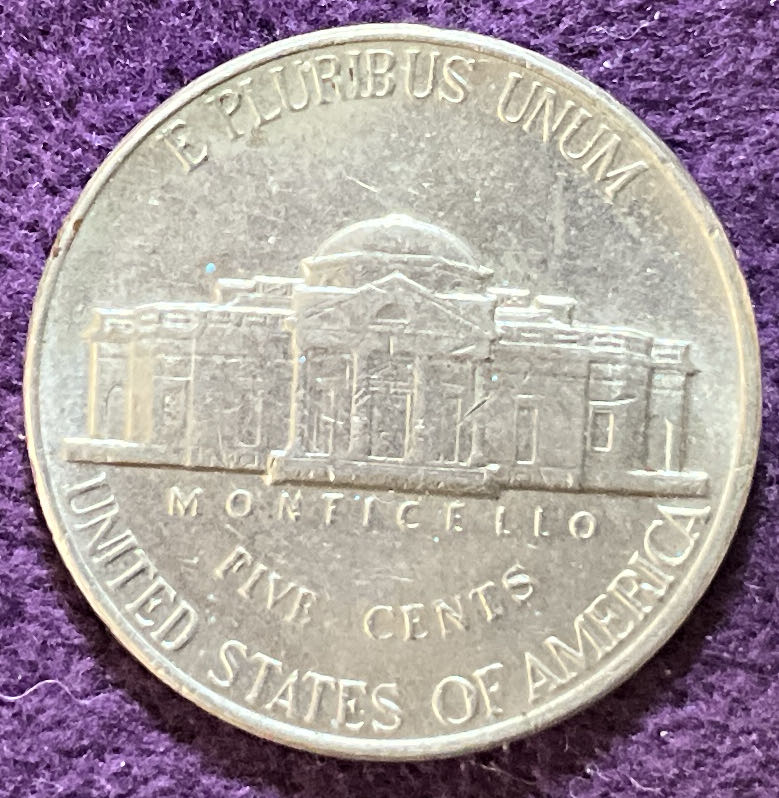 E PLURIBUS UNUM
MONTICELLO
FIVE CENTS
UNITED STATES OF AMERICA